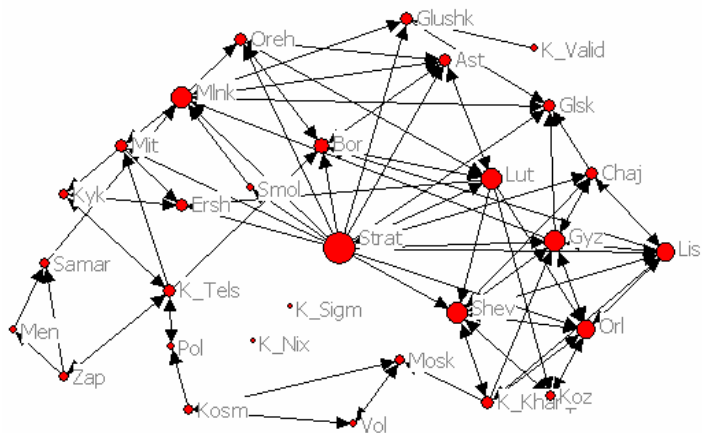 Glushk
Oreh
K_Valid
Ast
Mlnk
Glsk
Mit
Bor
Lut
Chaj
Smol
Kyk
Ersh
Strat
Gyz
Lis
Samar
K_Tels
K_Sigm
Shev
Orl
Men
K_Nix
Pol
Mosk
Zap
Koz
Kosm
Vol